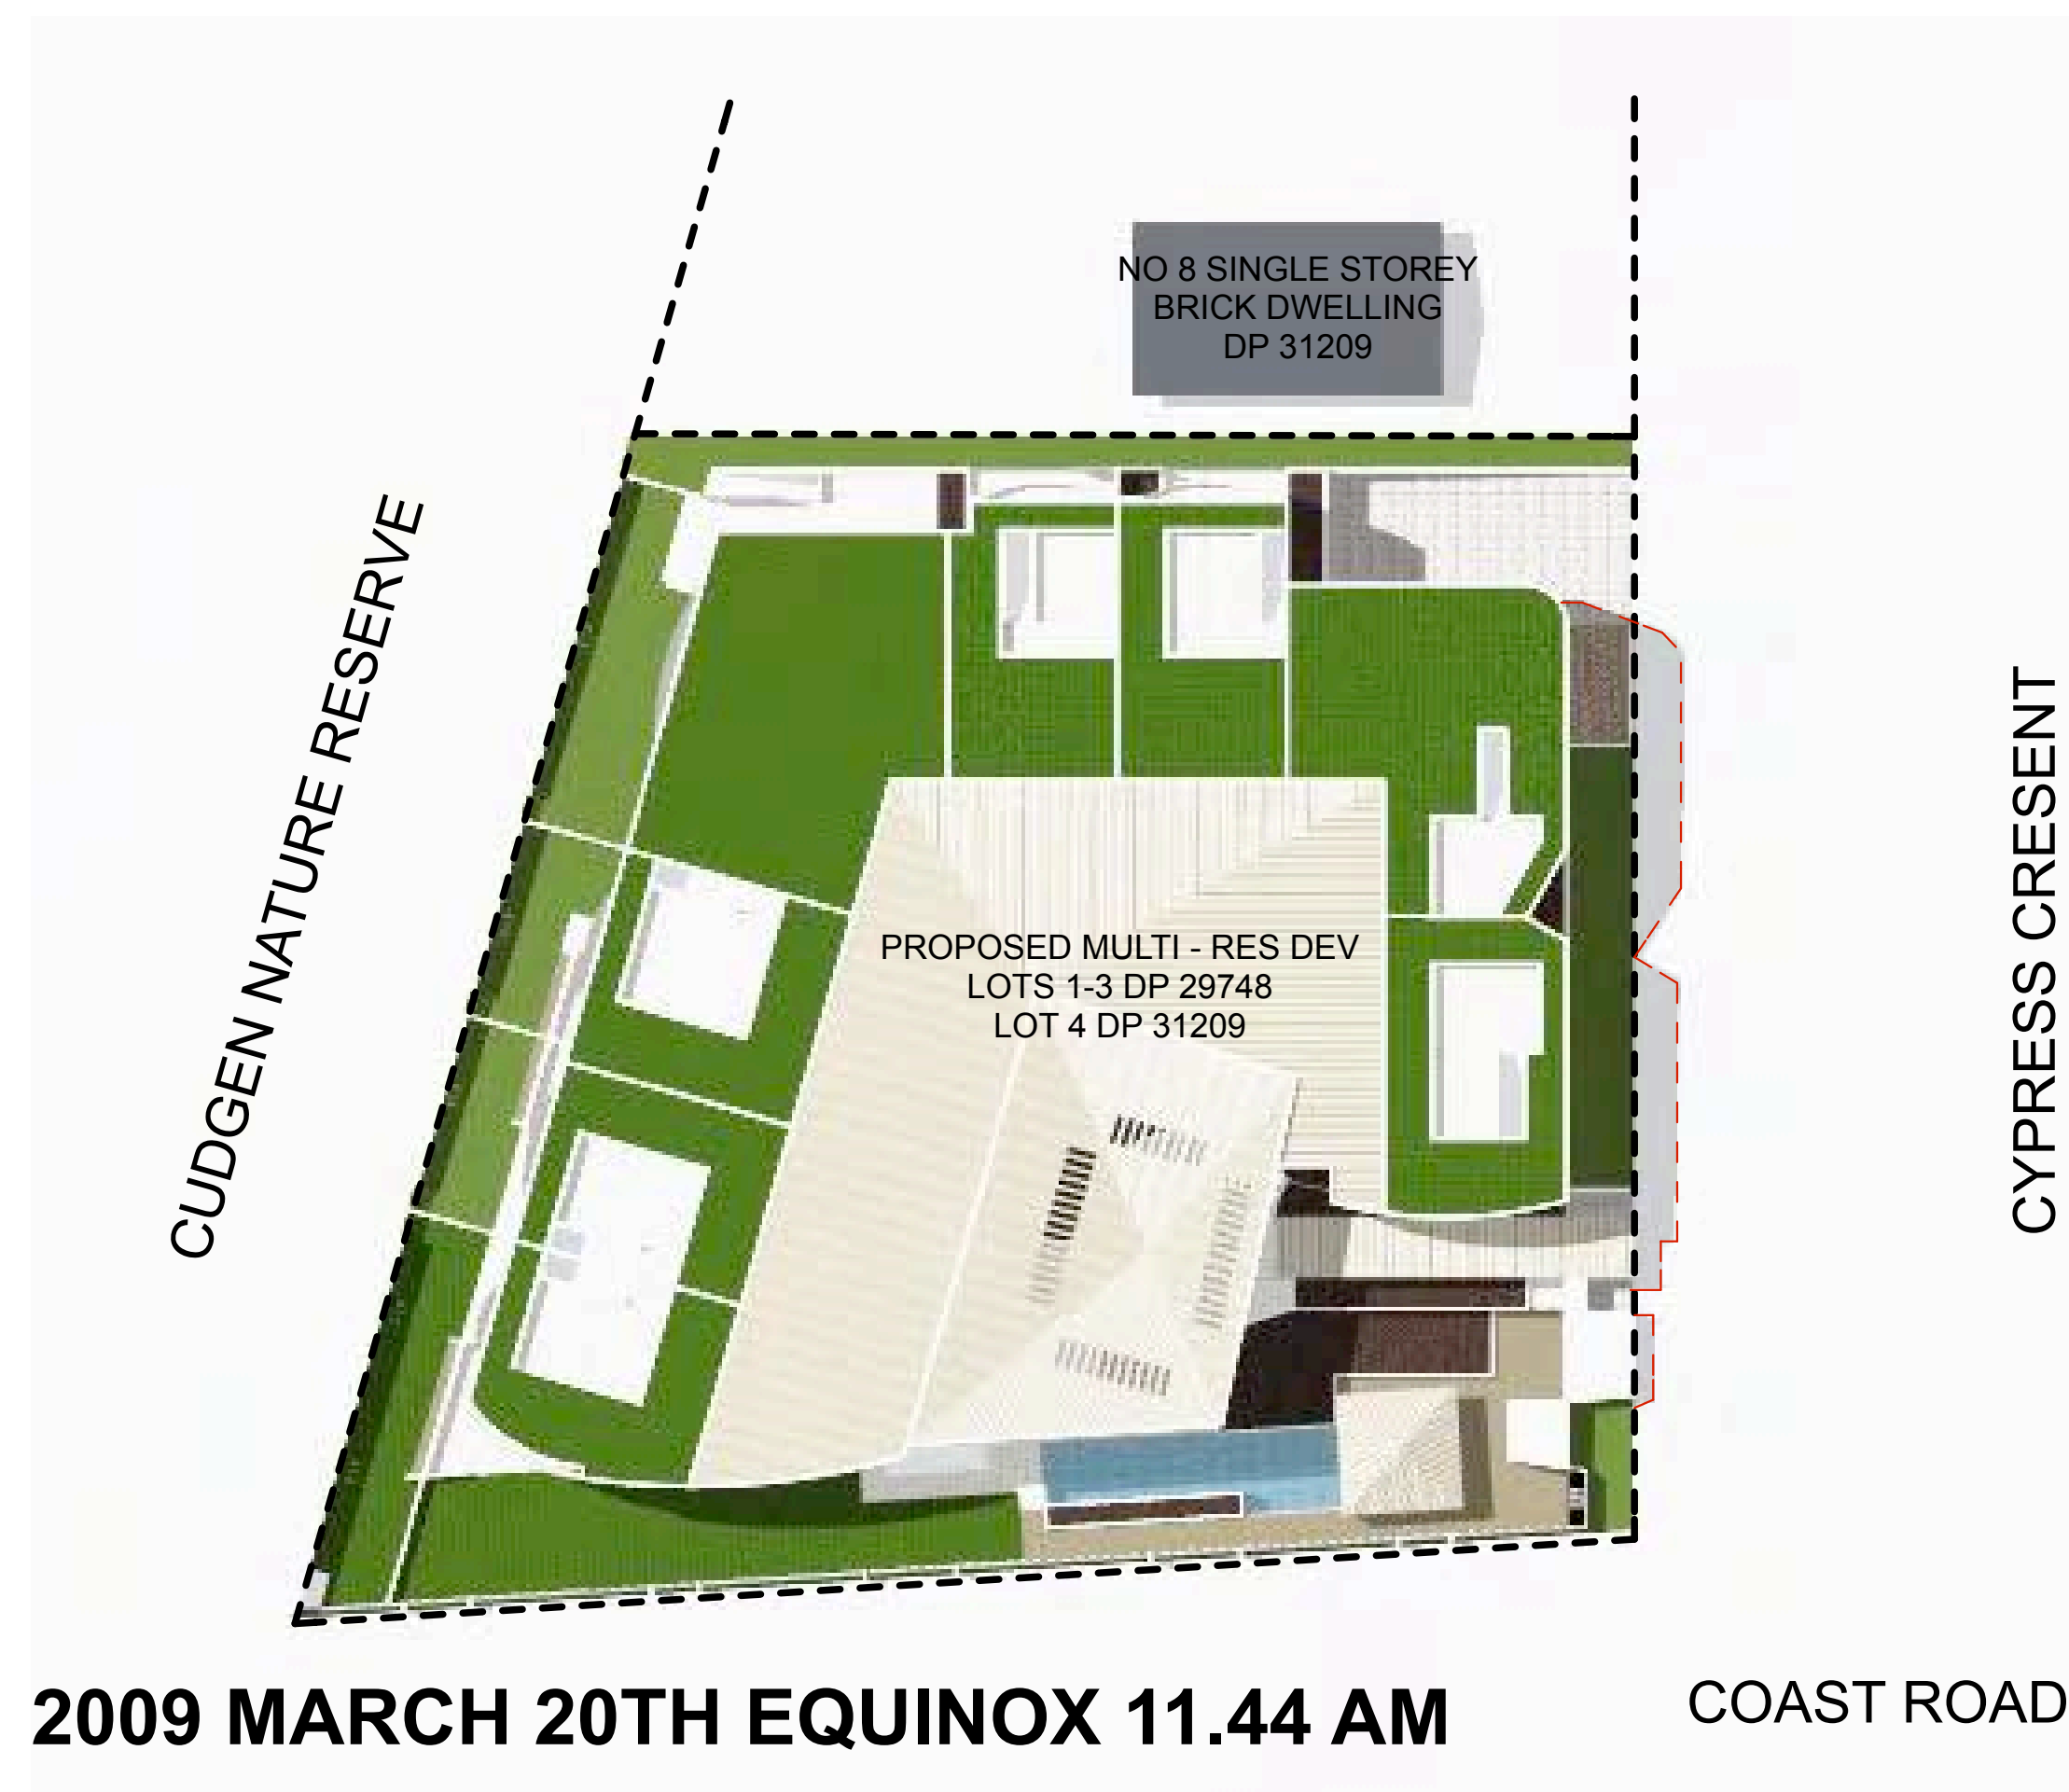 NO 8 SINGLE STOREY
BRICK DWELLING
DP 31209
CUDGEN NATURE RESERVE
CYPRESS CRESENT
PROPOSED MULTI - RES DEV
LOTS 1-3 DP 29748
LOT 4 DP 31209
2009 MARCH 20TH EQUINOX 11.44 AM
COAST ROAD